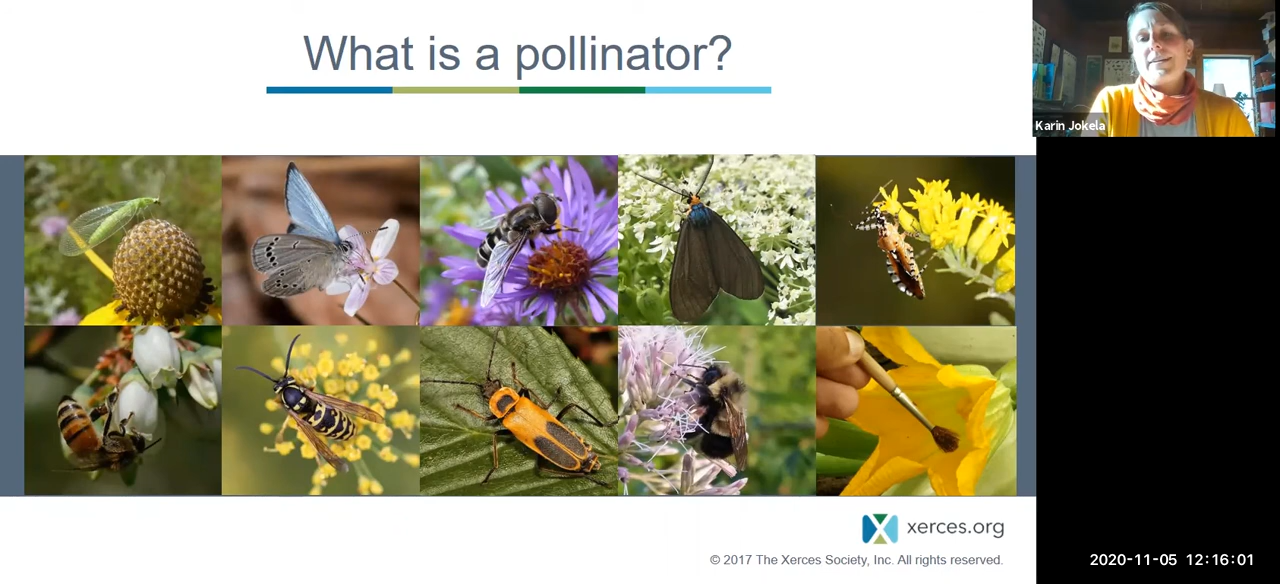 What is a pollinator?
Karin Jokela
xerces.org
© 2017 The Xerces Society, Inc. All rights reserved.
2020-11-05 12:16:01